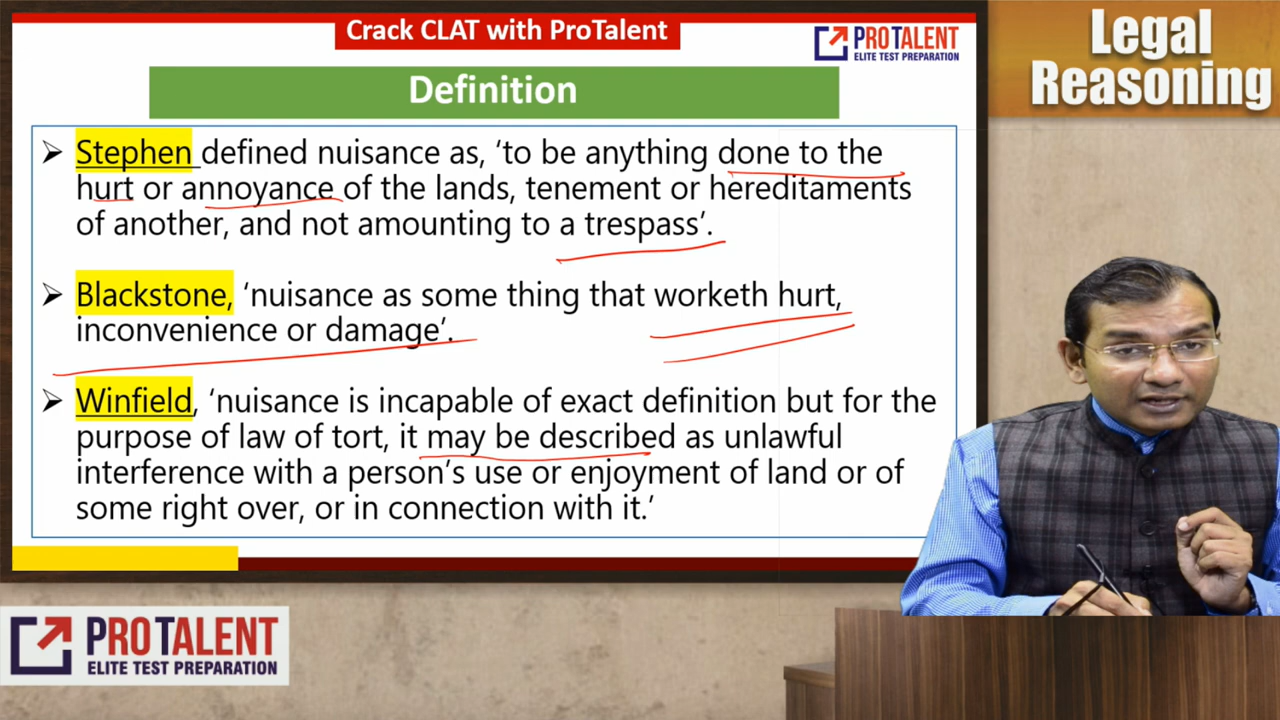 Crack CLAT with ProTalent
PROTALENT
ELITE TEST PREPARATION
Legal
Reasoning
Definition
➢ Stephen defined nuisance as, ‘to be anything done to the
hurt or annoyance of the lands, tenement or hereditaments
of another, and not amounting to a trespass’.
➢ Blackstone, ‘nuisance as some thing that worketh hurt,
inconvenience or damage’.
➢ Winfield, ‘nuisance is incapable of exact definition but for the
purpose of law of tort, it may be described as unlawful
interference with a person’s use or enjoyment of land or of
some right over, or in connection with it.’
PROTALENT
ELITE TEST PREPARATION